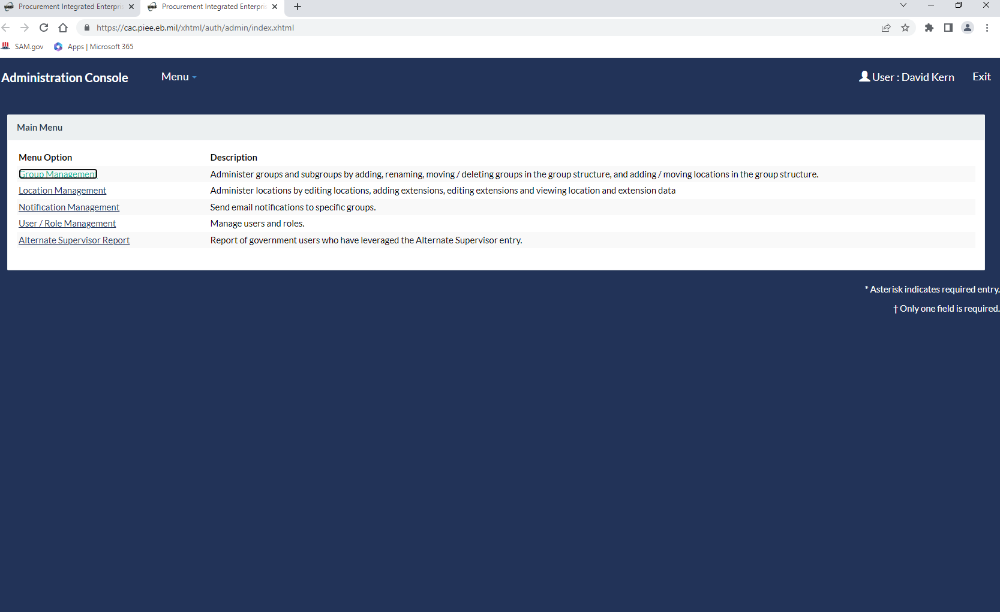 Procurement Integrated Enterpris
Procurement Integrated Enterpris
https://cac.piee.eb.mil/xhtml/auth/admin/index.xhtml
SAM.gov
Apps | Microsoft 365
Administration Console
Menu
User : David Kern
Exit
Main Menu
Menu Option
Description
Group Management
Administer groups and subgroups by adding, renaming, moving / deleting groups in the group structure, and adding / moving locations in the group structure.
Location Management
Administer locations by editing locations, adding extensions, editing extensions and viewing location and extension data
Notification Management
Send email notifications to specific groups.
User / Role Management
Manage users and roles.
Alternate Supervisor Report
Report of government users who have leveraged the Alternate Supervisor entry.
* Asterisk indicates required entry.
† Only one field is required.